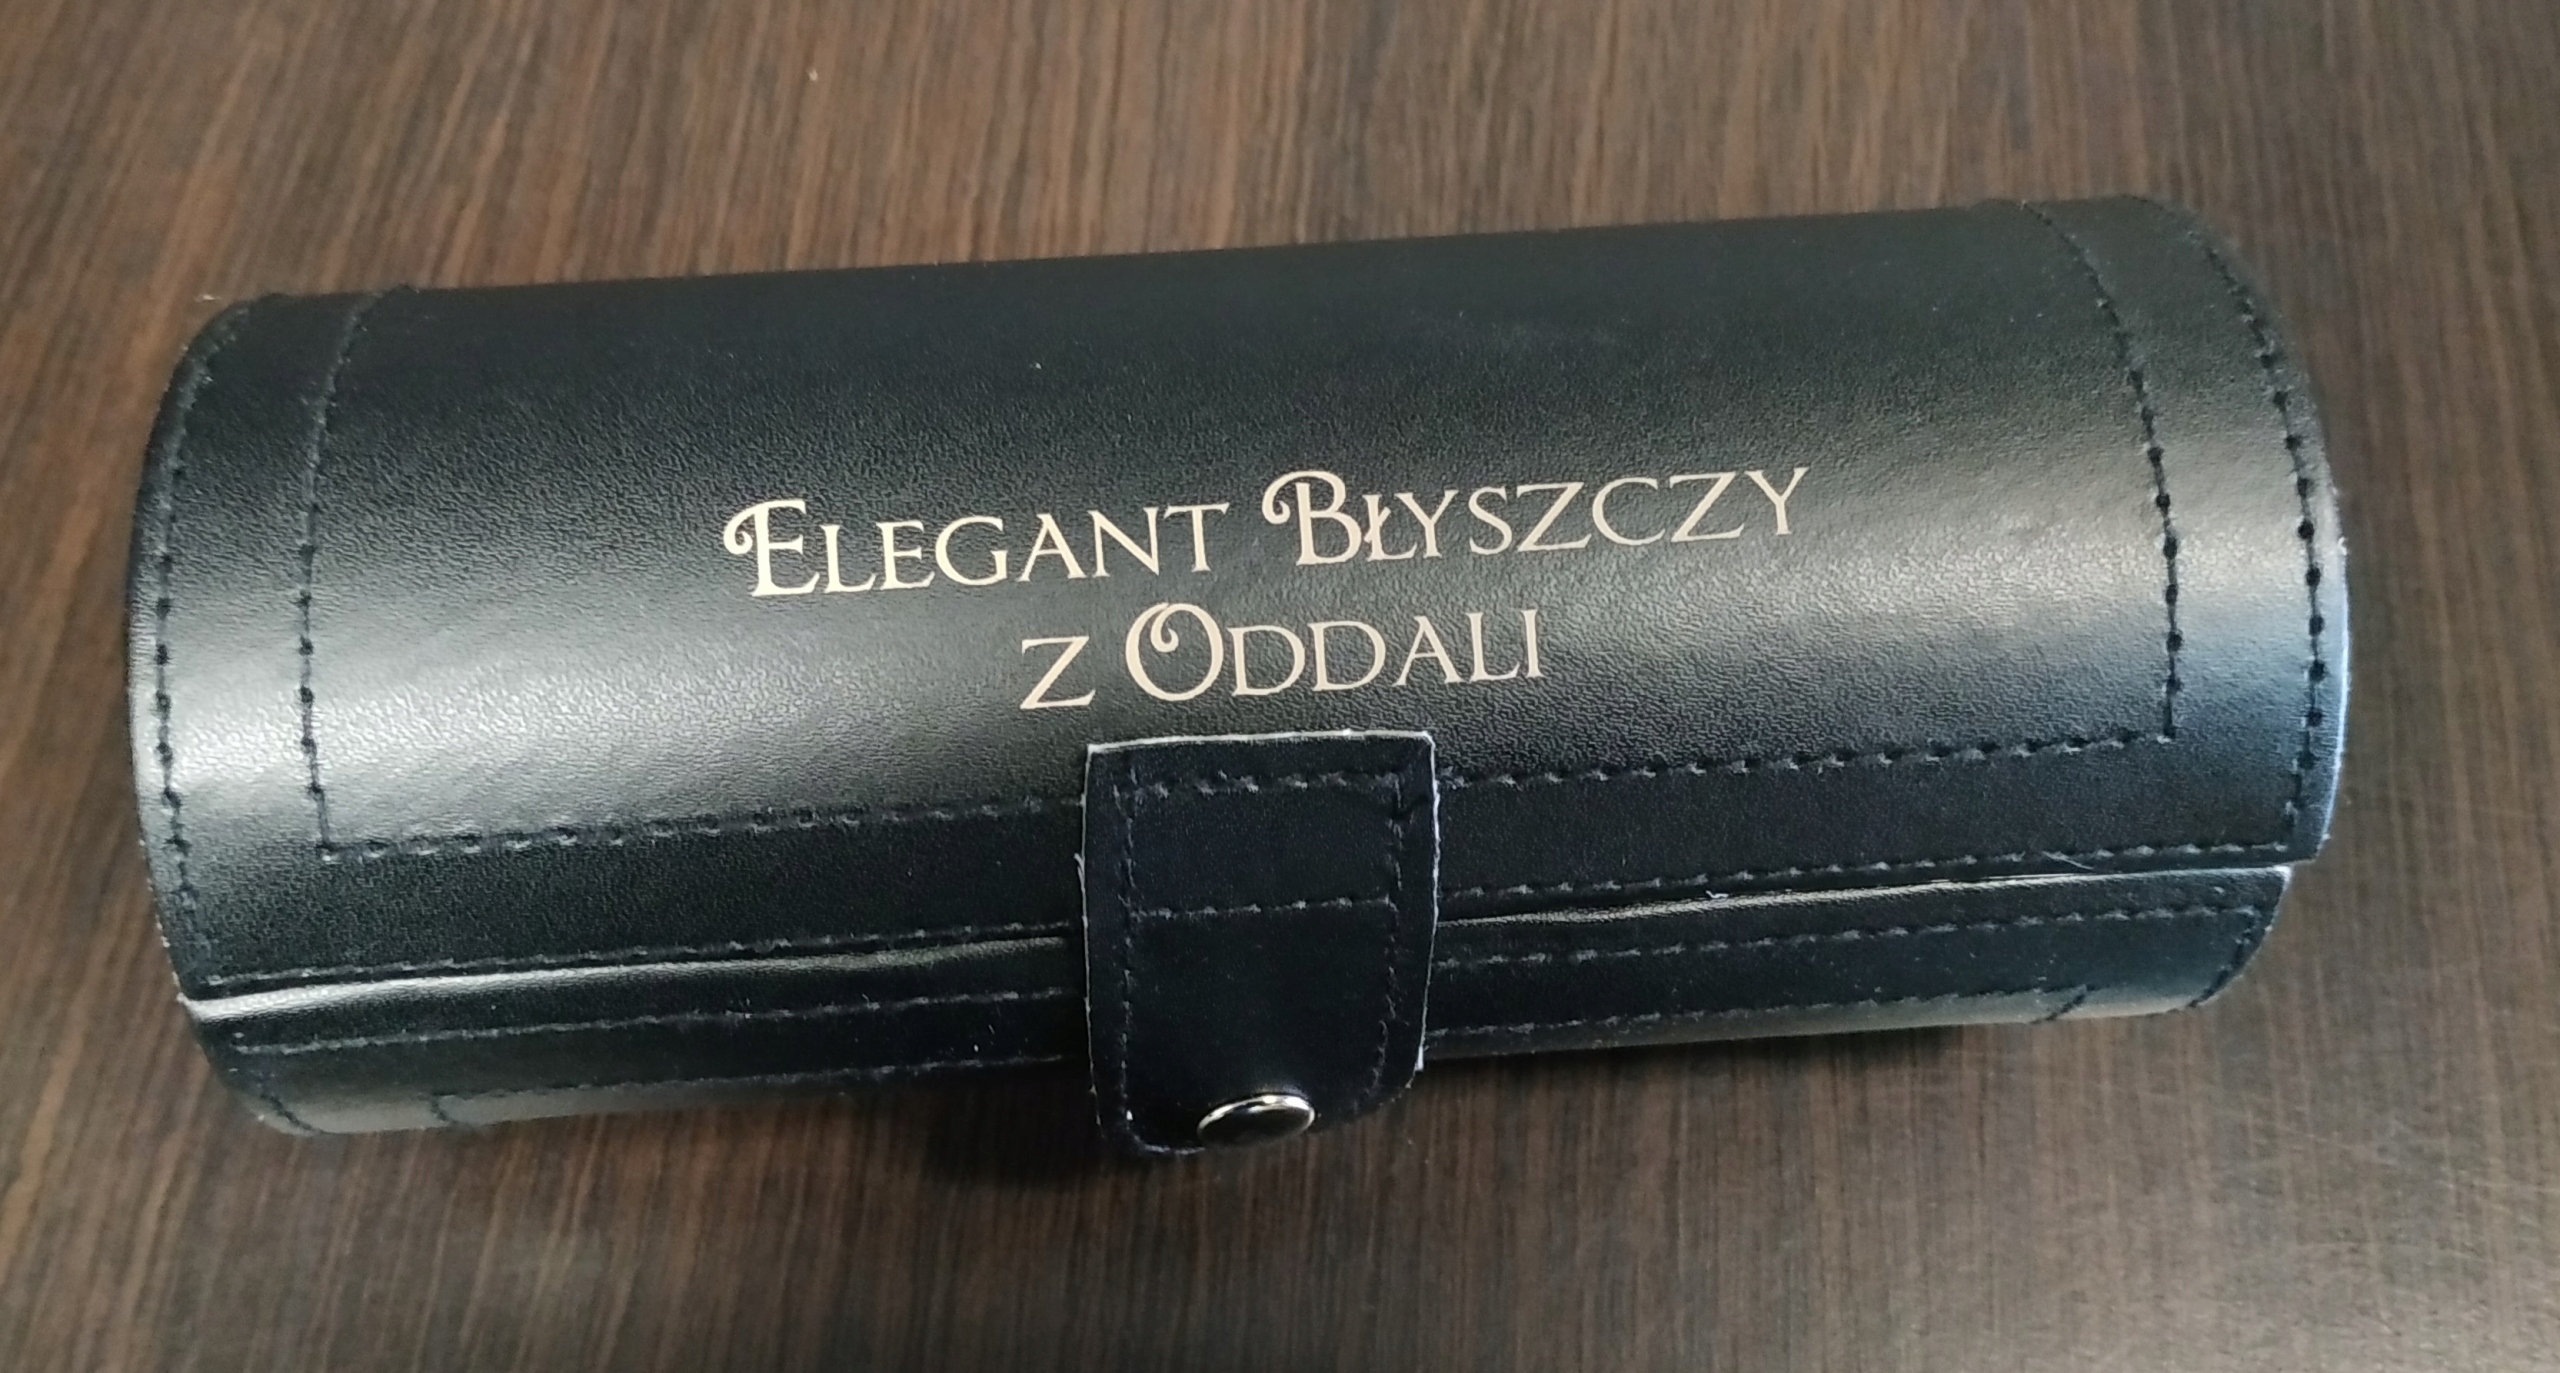 Elegant Błyszczy
z Oddali